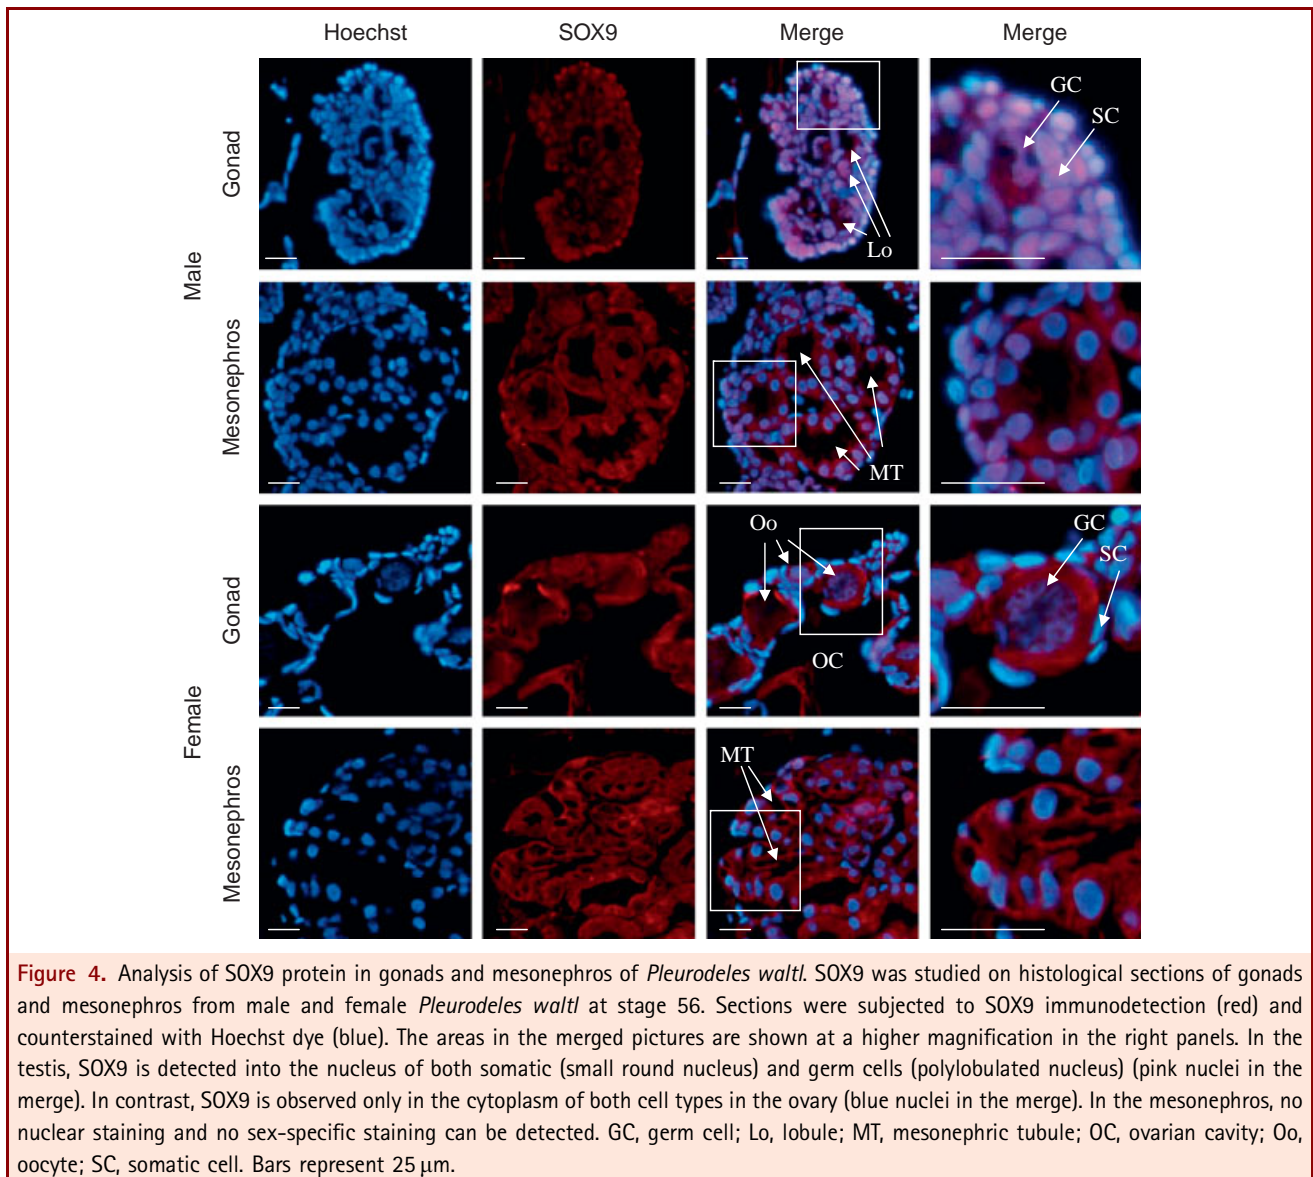 Hoechst SOX9 Merge Merge
Male
Gonad
GC
SC
Lo
Mesonephros
MT
Female
Gonad
Oo
OC
GC
SC
Mesonephros
MT
Figure 4. Analysis of SOX9 protein in gonads and mesonephros of Pleurodeles waltl. SOX9 was studied on histological sections of gonads
and mesonephros from male and female Pleurodeles waltl at stage 56. Sections were subjected to SOX9 immunodetection (red) and
counterstained with Hoechst dye (blue). The areas in the merged pictures are shown at a higher magnification in the right panels. In the
testis, SOX9 is detected into the nucleus of both somatic (small round nucleus) and germ cells (polylobulated nucleus) (pink nuclei in the
merge). In contrast, SOX9 is observed only in the cytoplasm of both cell types in the ovary (blue nuclei in the merge). In the mesonephros, no
nuclear staining and no sex-specific staining can be detected. GC, germ cell; Lo, lobule; MT, mesonephric tubule; OC, ovarian cavity; Oo,
oocyte; SC, somatic cell. Bars represent 25 μm.